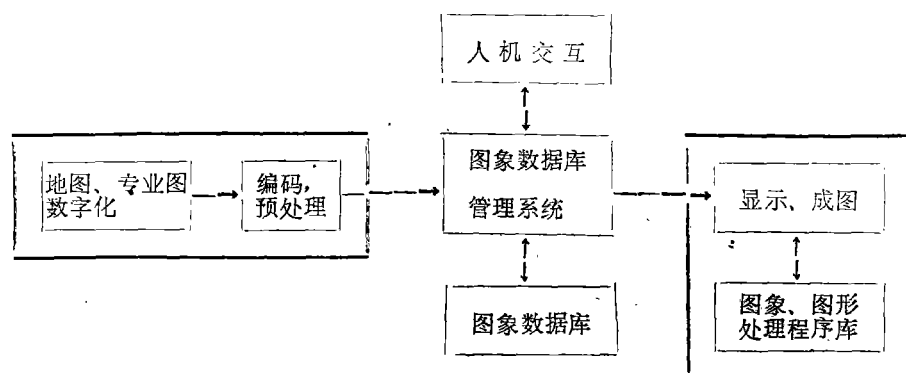 人机交互
地图、专业图
数字化
编码，
预处理
图象数据库
管理系统
显示、成图
图象数据库
图象、图形
处理程序库